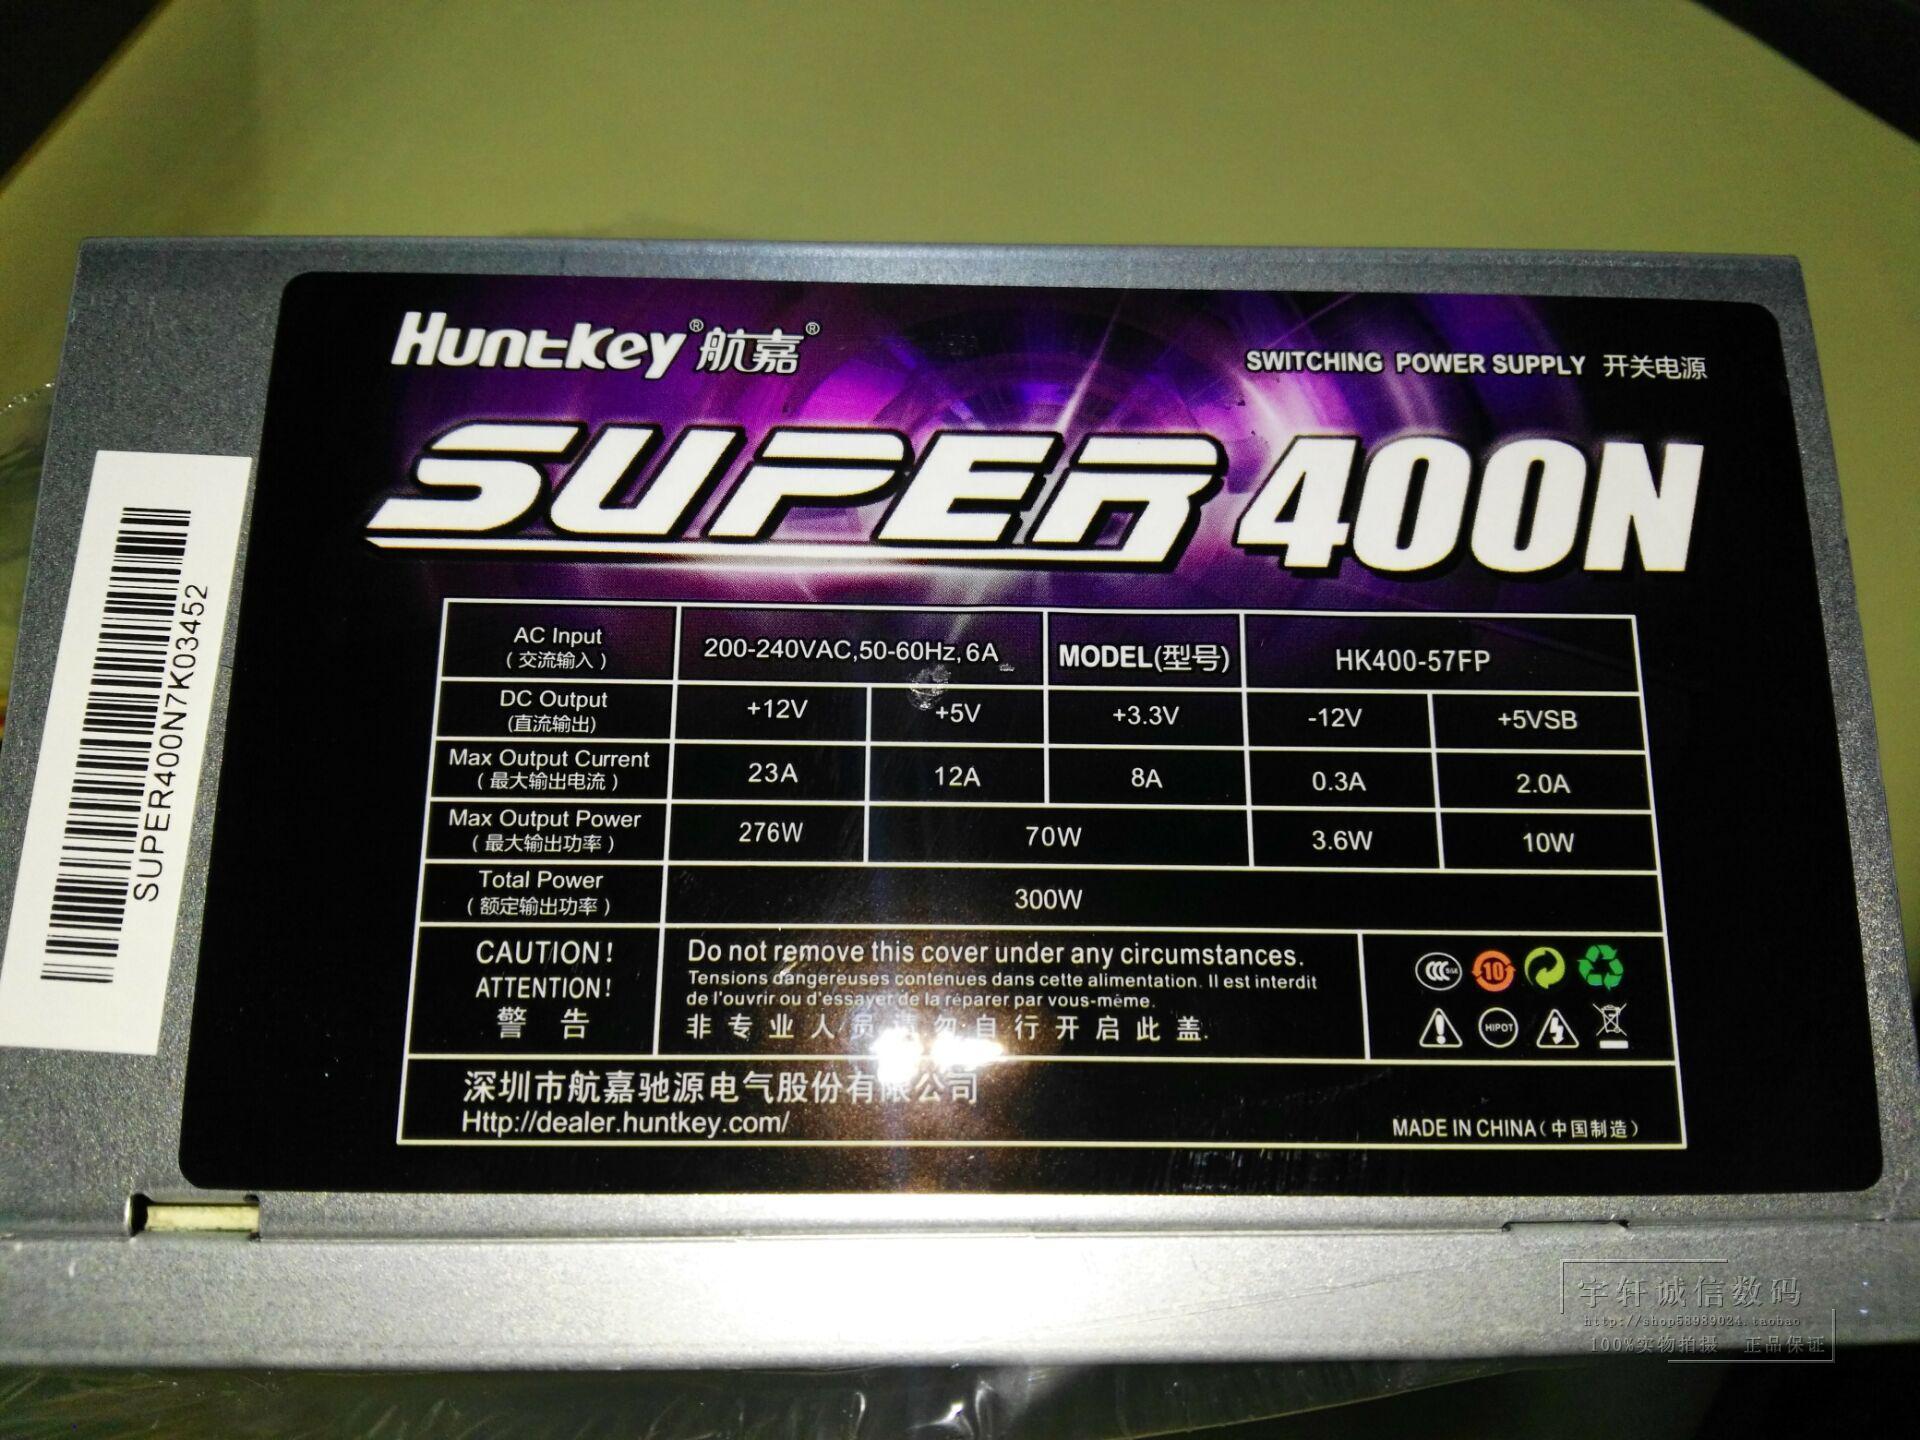 Huntkey® 航嘉®
SWITCHING POWER SUPPLY 开关电源
SUPER 400N
AC Input 200-240VAC,50-60Hz,6A MODEL(型号) HK400-57FP
(交流输入)
DC Output +12V +5V +3.3V -12V +5VSB
(直流输出)
Max Output Current 23A 12A 8A 0.3A 2.0A
(最大输出电流)
Max Output Power 276W 70W 3.6W 10W
(最大输出功率)
Total Power 300W
(额定输出功率)
CAUTION!
ATTENTION!
警 告
Do not remove this cover under any circumstances.
Tensions dangereuses contenues dans cette alimentation. Il est interdit
de l'ouvrir ou d'essayer de la réparer par vous-même.
非专业人员请勿自行开启此盖.
CCC S&E
10
HIPOT
深圳市航嘉驰源电气股份有限公司
Http://dealer.huntkey.com/
MADE IN CHINA(中国制造)
SUPER400N7K03452
宇轩诚信数码
http://shop58989024.taobao
100%实物拍摄 正品保证